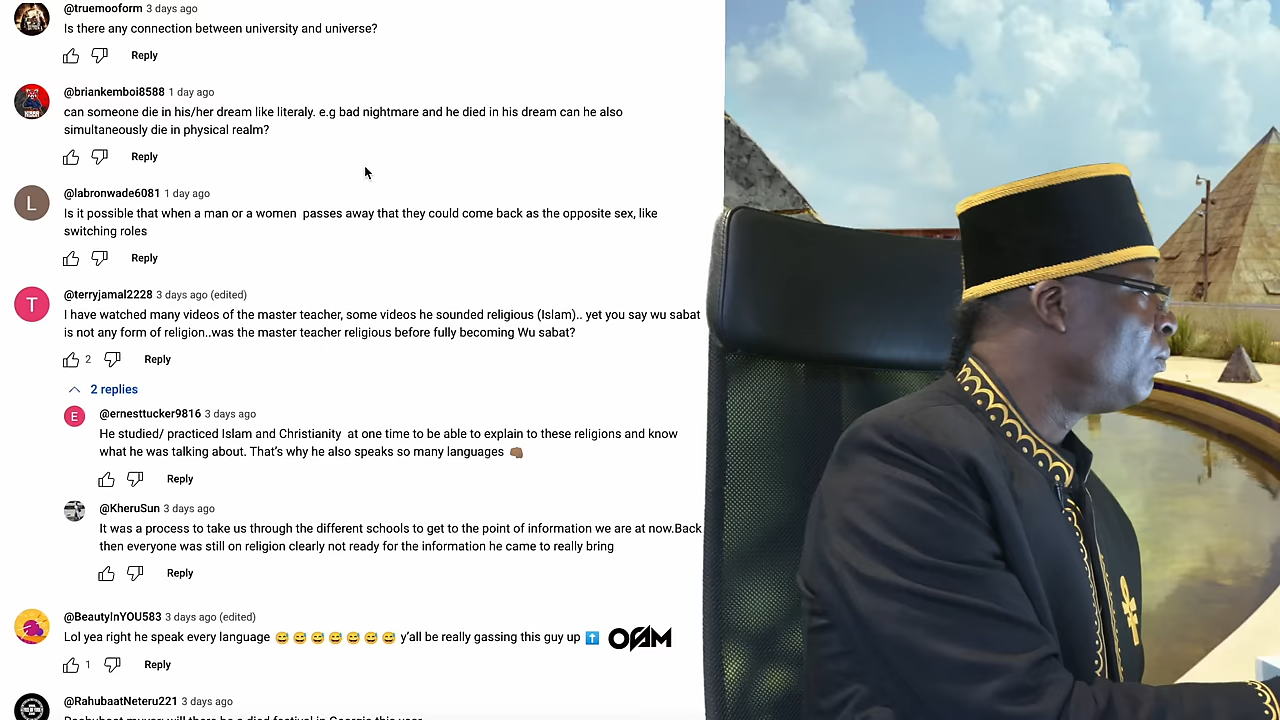 @truemooform 3 days ago
Is there any connection between university and universe?
Reply
@briankemboi8588 1 day ago
can someone die in his/her dream like literaly. e.g bad nightmare and he died in his dream can he also
simultaneously die in physical realm?
Reply
L
@labronwade6081 1 day ago
Is it possible that when a man or a women passes away that they could come back as the opposite sex, like
switching roles
Reply
T
@terryjamal2228 3 days ago (edited)
I have watched many videos of the master teacher, some videos he sounded religious (Islam).. yet you say wu sabat
is not any form of religion..was the master teacher religious before fully becoming Wu sabat?
2 Reply
2 replies
E
@ernesttucker9816 3 days ago
He studied/ practiced Islam and Christianity at one time to be able to explain to these religions and know
what he was talking about. That's why he also speaks so many languages
Reply
@KheruSun 3 days ago
It was a process to take us through the different schools to get to the point of information we are at now.Back
then everyone was still on religion clearly not ready for the information he came to really bring
Reply
@BeautyInYOU583 3 days ago (edited)
Lol yea right he speak every language 😅 😅 😅 😅 😅 😅 😅 y'all be really gassing this guy up ⬆️
1 Reply
@RahubaatNeteru221 3 days ago